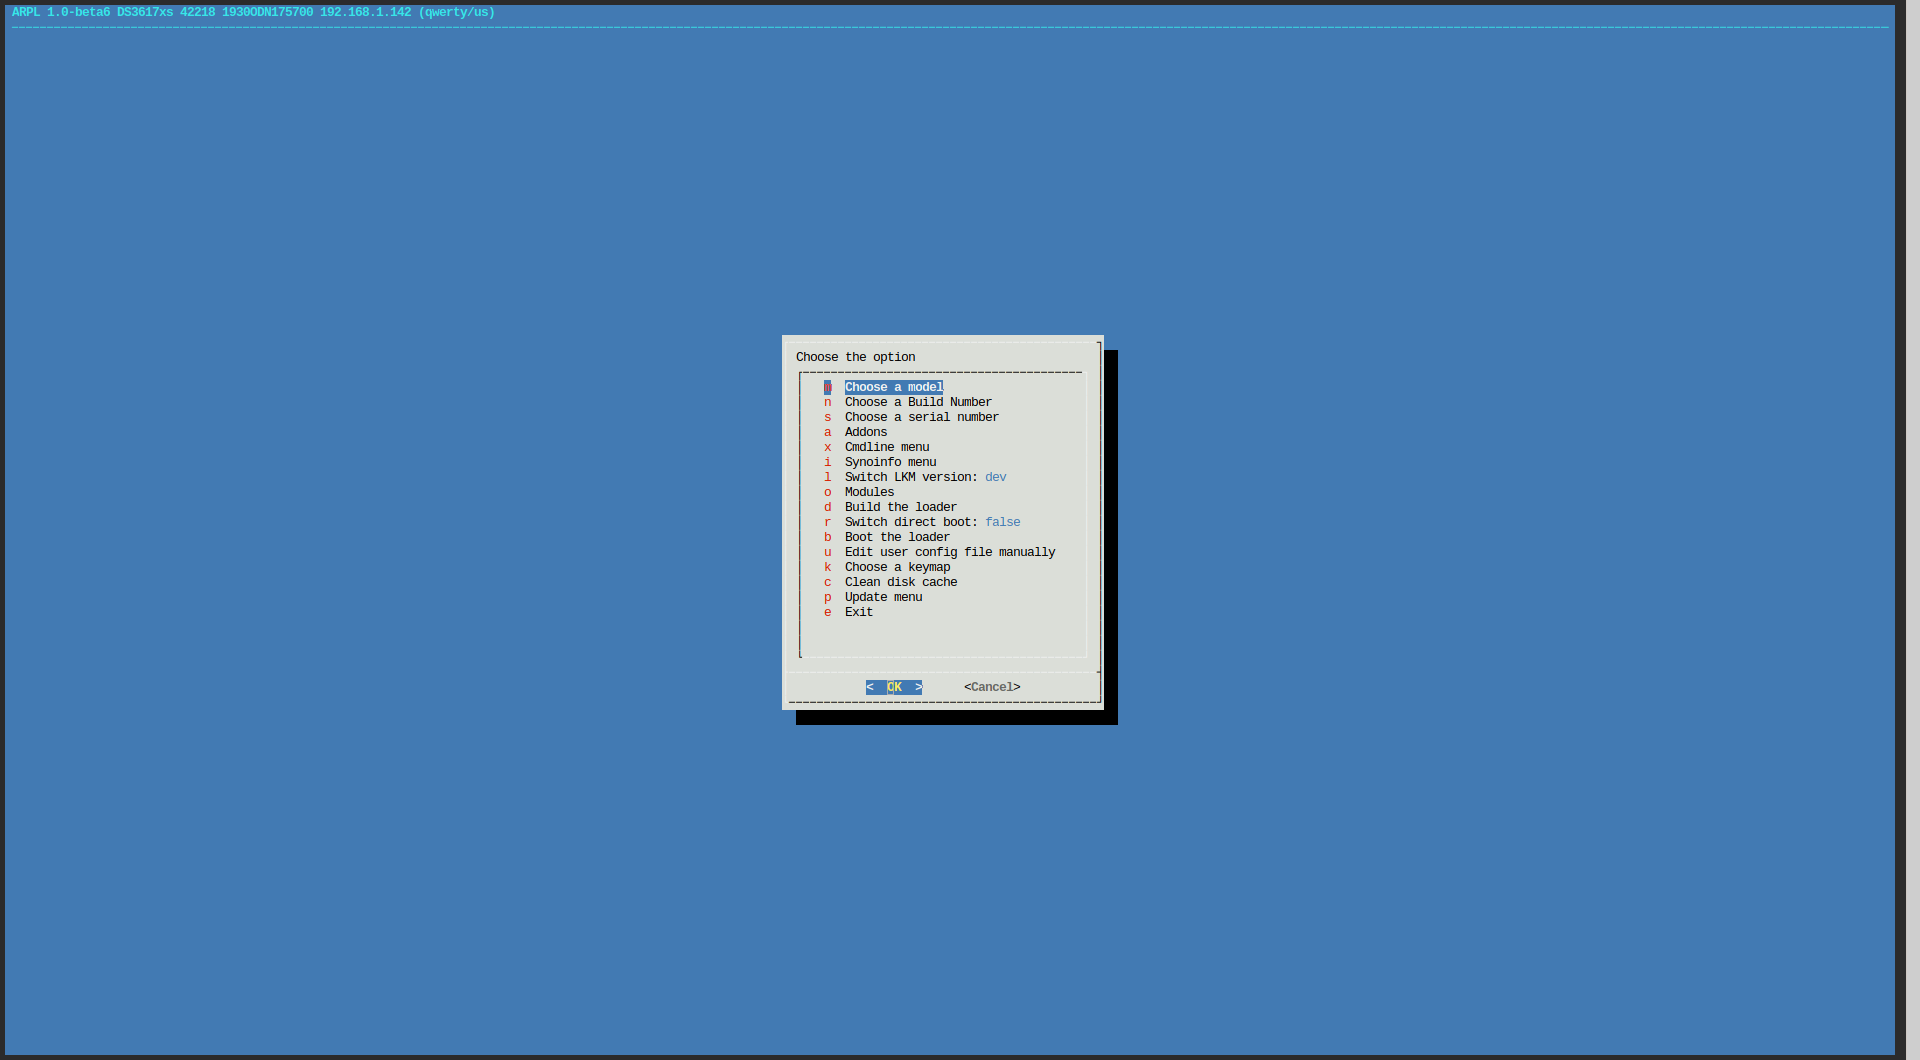 ARPL 1.0-beta6 DS3617xs 42218 1930ODN175700 192.168.1.142 (qwerty/us)
Choose the option
m Choose a model
n Choose a Build Number
s Choose a serial number
a Addons
x Cmdline menu
i Synoinfo menu
l Switch LKM version: dev
o Modules
d Build the loader
r Switch direct boot: false
b Boot the loader
u Edit user config file manually
k Choose a keymap
c Clean disk cache
p Update menu
e Exit
< OK > <Cancel>